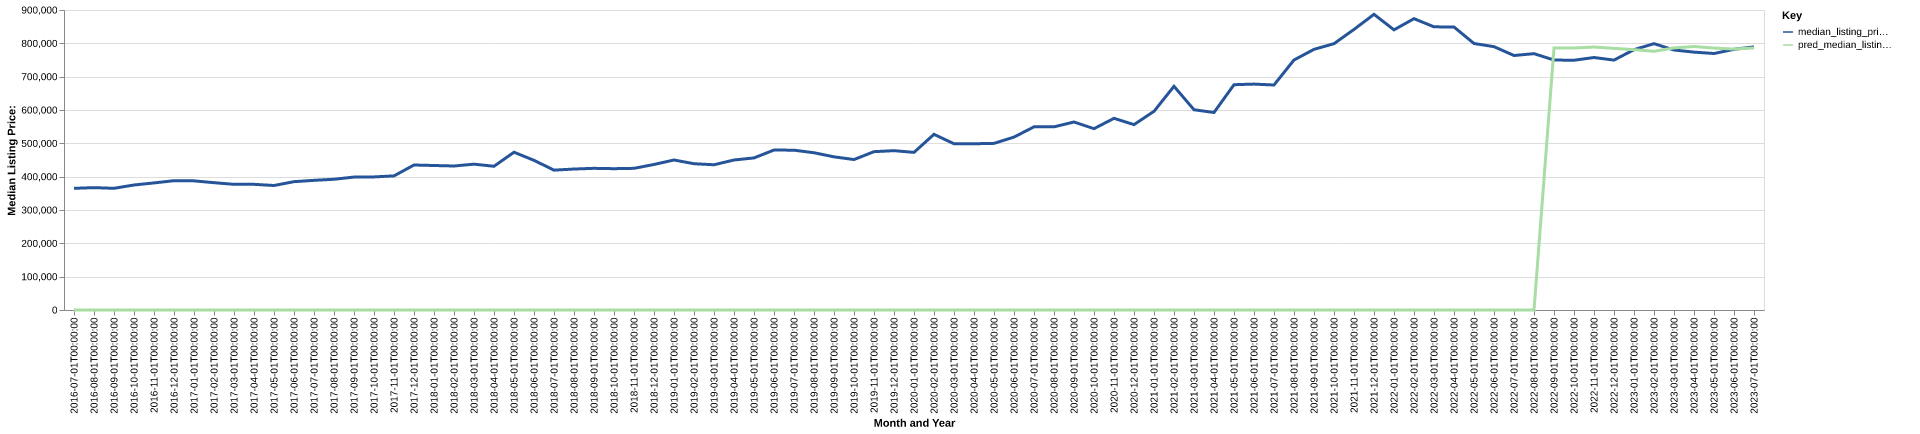 900,000
800,000
700,000
600,000
500,000
400,000
300,000
200,000
100,000
0
Median Listing Price:
2016-07-01T00:00:00
2016-08-01T00:00:00
2016-09-01T00:00:00
2016-10-01T00:00:00
2016-11-01T00:00:00
2016-12-01T00:00:00
2017-01-01T00:00:00
2017-02-01T00:00:00
2017-03-01T00:00:00
2017-04-01T00:00:00
2017-05-01T00:00:00
2017-06-01T00:00:00
2017-07-01T00:00:00
2017-08-01T00:00:00
2017-09-01T00:00:00
2017-10-01T00:00:00
2017-11-01T00:00:00
2017-12-01T00:00:00
2018-01-01T00:00:00
2018-02-01T00:00:00
2018-03-01T00:00:00
2018-04-01T00:00:00
2018-05-01T00:00:00
2018-06-01T00:00:00
2018-07-01T00:00:00
2018-08-01T00:00:00
2018-09-01T00:00:00
2018-10-01T00:00:00
2018-11-01T00:00:00
2018-12-01T00:00:00
2019-01-01T00:00:00
2019-02-01T00:00:00
2019-03-01T00:00:00
2019-04-01T00:00:00
2019-05-01T00:00:00
2019-06-01T00:00:00
2019-07-01T00:00:00
2019-08-01T00:00:00
2019-09-01T00:00:00
2019-10-01T00:00:00
2019-11-01T00:00:00
2019-12-01T00:00:00
2020-01-01T00:00:00
2020-02-01T00:00:00
2020-03-01T00:00:00
2020-04-01T00:00:00
2020-05-01T00:00:00
2020-06-01T00:00:00
2020-07-01T00:00:00
2020-08-01T00:00:00
2020-09-01T00:00:00
2020-10-01T00:00:00
2020-11-01T00:00:00
2020-12-01T00:00:00
2021-01-01T00:00:00
2021-02-01T00:00:00
2021-03-01T00:00:00
2021-04-01T00:00:00
2021-05-01T00:00:00
2021-06-01T00:00:00
2021-07-01T00:00:00
2021-08-01T00:00:00
2021-09-01T00:00:00
2021-10-01T00:00:00
2021-11-01T00:00:00
2021-12-01T00:00:00
2022-01-01T00:00:00
2022-02-01T00:00:00
2022-03-01T00:00:00
2022-04-01T00:00:00
2022-05-01T00:00:00
2022-06-01T00:00:00
2022-07-01T00:00:00
2022-08-01T00:00:00
2022-09-01T00:00:00
2022-10-01T00:00:00
2022-11-01T00:00:00
2022-12-01T00:00:00
2023-01-01T00:00:00
2023-02-01T00:00:00
2023-03-01T00:00:00
2023-04-01T00:00:00
2023-05-01T00:00:00
2023-06-01T00:00:00
2023-07-01T00:00:00
Month and Year
Key
median_listing_pri…
pred_median_listin…